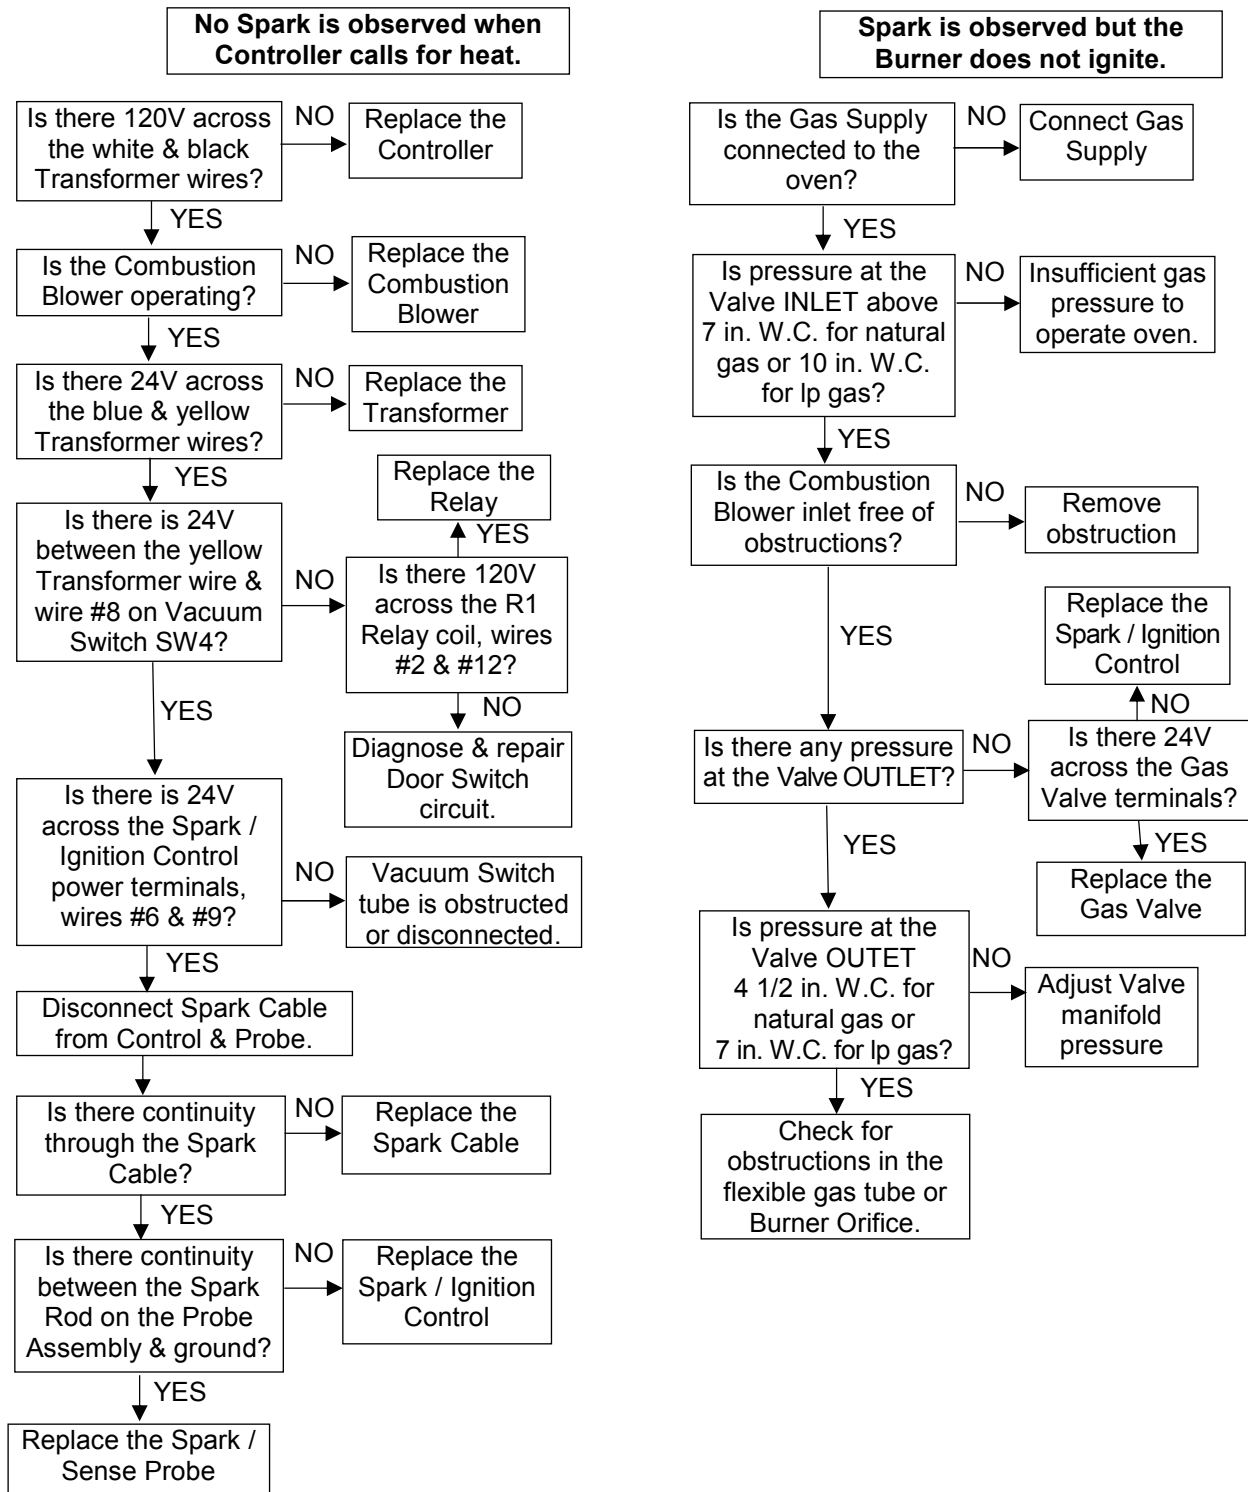 No Spark is observed when
Controller calls for heat.
Is there 120V across
the white & black
Transformer wires?
NO
Replace the
Controller
YES
Is the Combustion
Blower operating?
NO
Replace the
Combustion
Blower
YES
Is there 24V across
the blue & yellow
Transformer wires?
NO
Replace the
Transformer
YES
Is there is 24V
between the yellow
Transformer wire &
wire #8 on Vacuum
Switch SW4?
NO
Is there 120V
across the R1
Relay coil, wires
#2 & #12?
YES
Replace the
Relay
NO
Diagnose & repair
Door Switch
circuit.
YES
Is there is 24V
across the Spark /
Ignition Control
power terminals,
wires #6 & #9?
NO
Vacuum Switch
tube is obstructed
or disconnected.
YES
Disconnect Spark Cable
from Control & Probe.
Is there continuity
through the Spark
Cable?
NO
Replace the
Spark Cable
YES
Is there continuity
between the Spark
Rod on the Probe
Assembly & ground?
NO
Replace the
Spark / Ignition
Control
YES
Replace the Spark /
Sense Probe
Spark is observed but the
Burner does not ignite.
Is the Gas Supply
connected to the
oven?
NO
Connect Gas
Supply
YES
Is pressure at the
Valve INLET above
7 in. W.C. for natural
gas or 10 in. W.C.
for lp gas?
NO
Insufficient gas
pressure to
operate oven.
YES
Is the Combustion
Blower inlet free of
obstructions?
NO
Remove
obstruction
YES
Is there any pressure
at the Valve OUTLET?
NO
Is there 24V
across the Gas
Valve terminals?
NO
Replace the
Spark / Ignition
Control
YES
Replace the
Gas Valve
YES
Is pressure at the
Valve OUTET
4 1/2 in. W.C. for
natural gas or
7 in. W.C. for lp gas?
NO
Adjust Valve
manifold
pressure
YES
Check for
obstructions in the
flexible gas tube or
Burner Orifice.